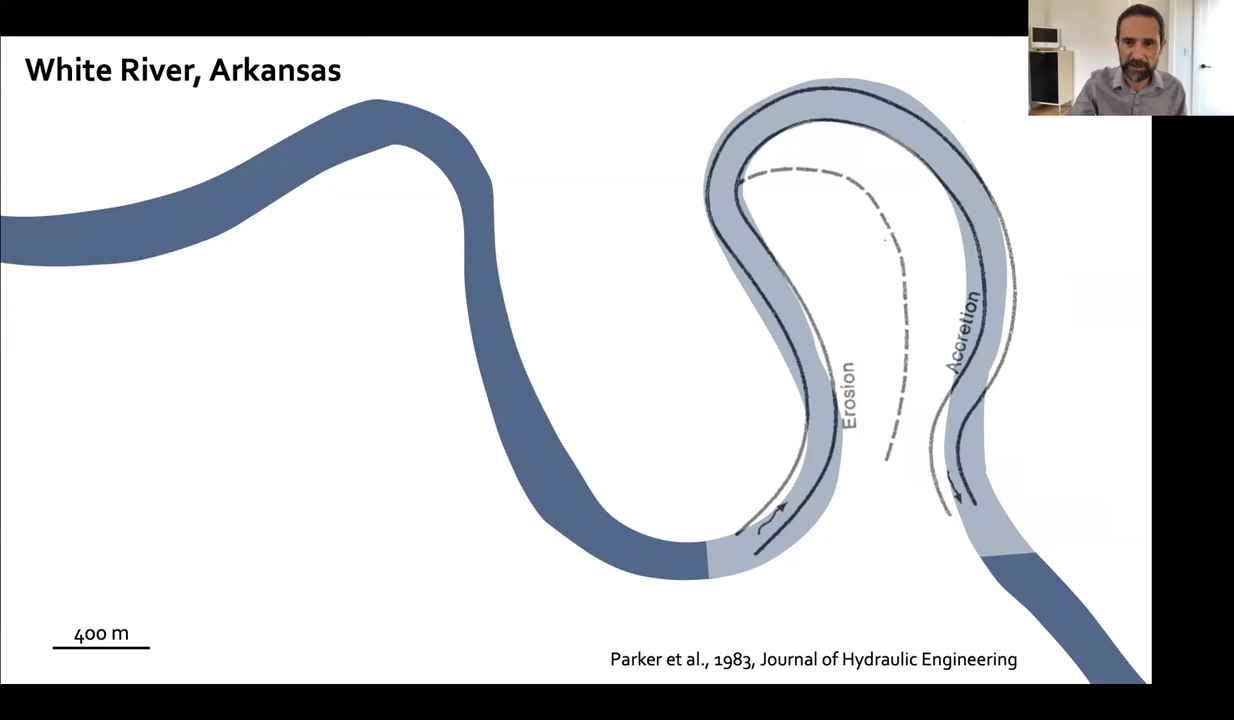 White River, Arkansas
Erosion
Accretion
400 m
Parker et al., 1983, Journal of Hydraulic Engineering